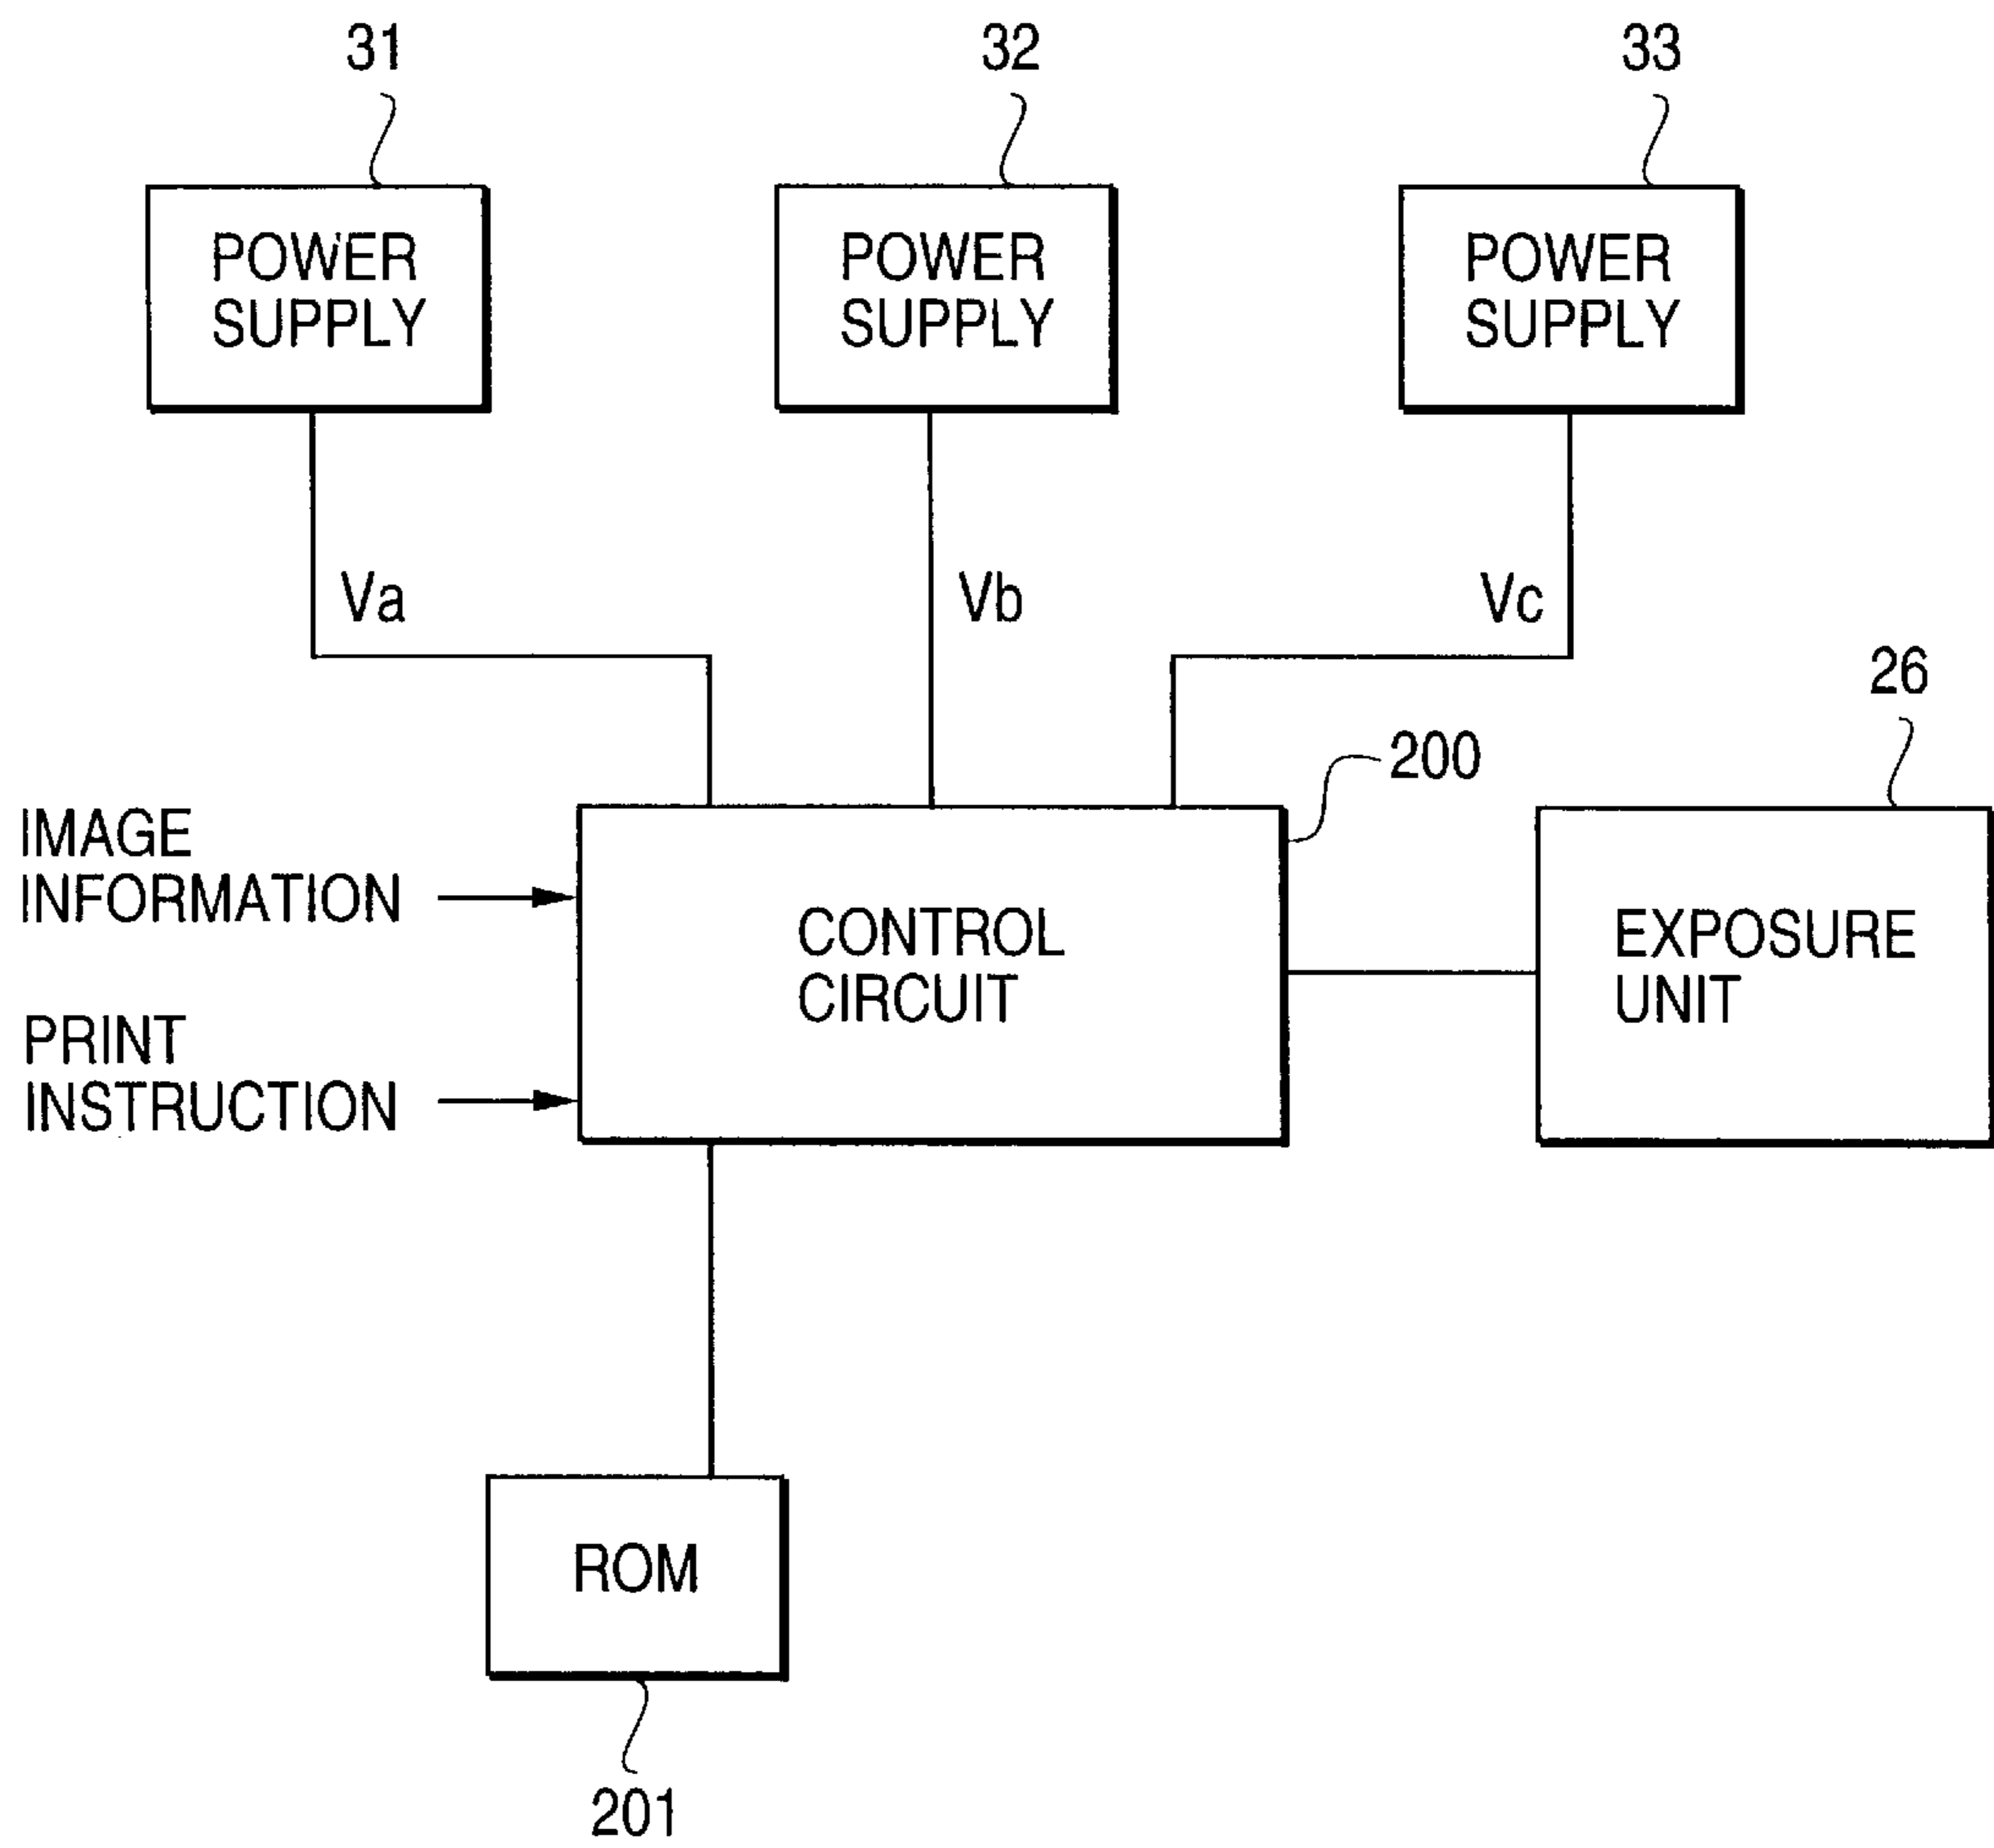 31
32
33
POWER
SUPPLY
POWER
SUPPLY
POWER
SUPPLY
Va
Vb
Vc
26
200
IMAGE
INFORMATION
PRINT
INSTRUCTION
CONTROL
CIRCUIT
EXPOSURE
UNIT
ROM
201